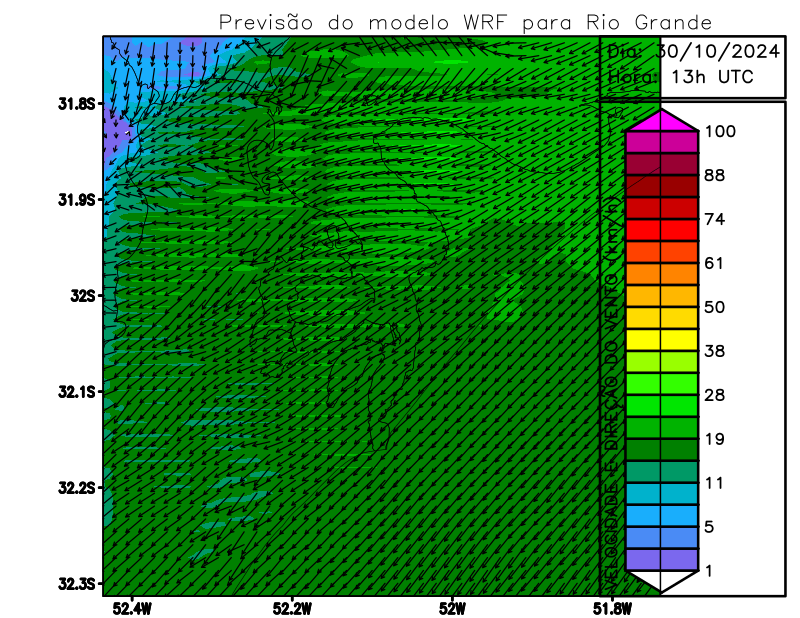 Previsão do modelo WRF para Rio Grande
Dia: 30/10/2024
Hora: 13h UTC
31.8S
31.9S
32S
32.1S
32.2S
32.3S
52.4W
52.2W
52W
51.8W
VELOCIDADE E DIREÇÃO DO VENTO (km/h)
100
88
74
61
50
38
28
19
11
5
1